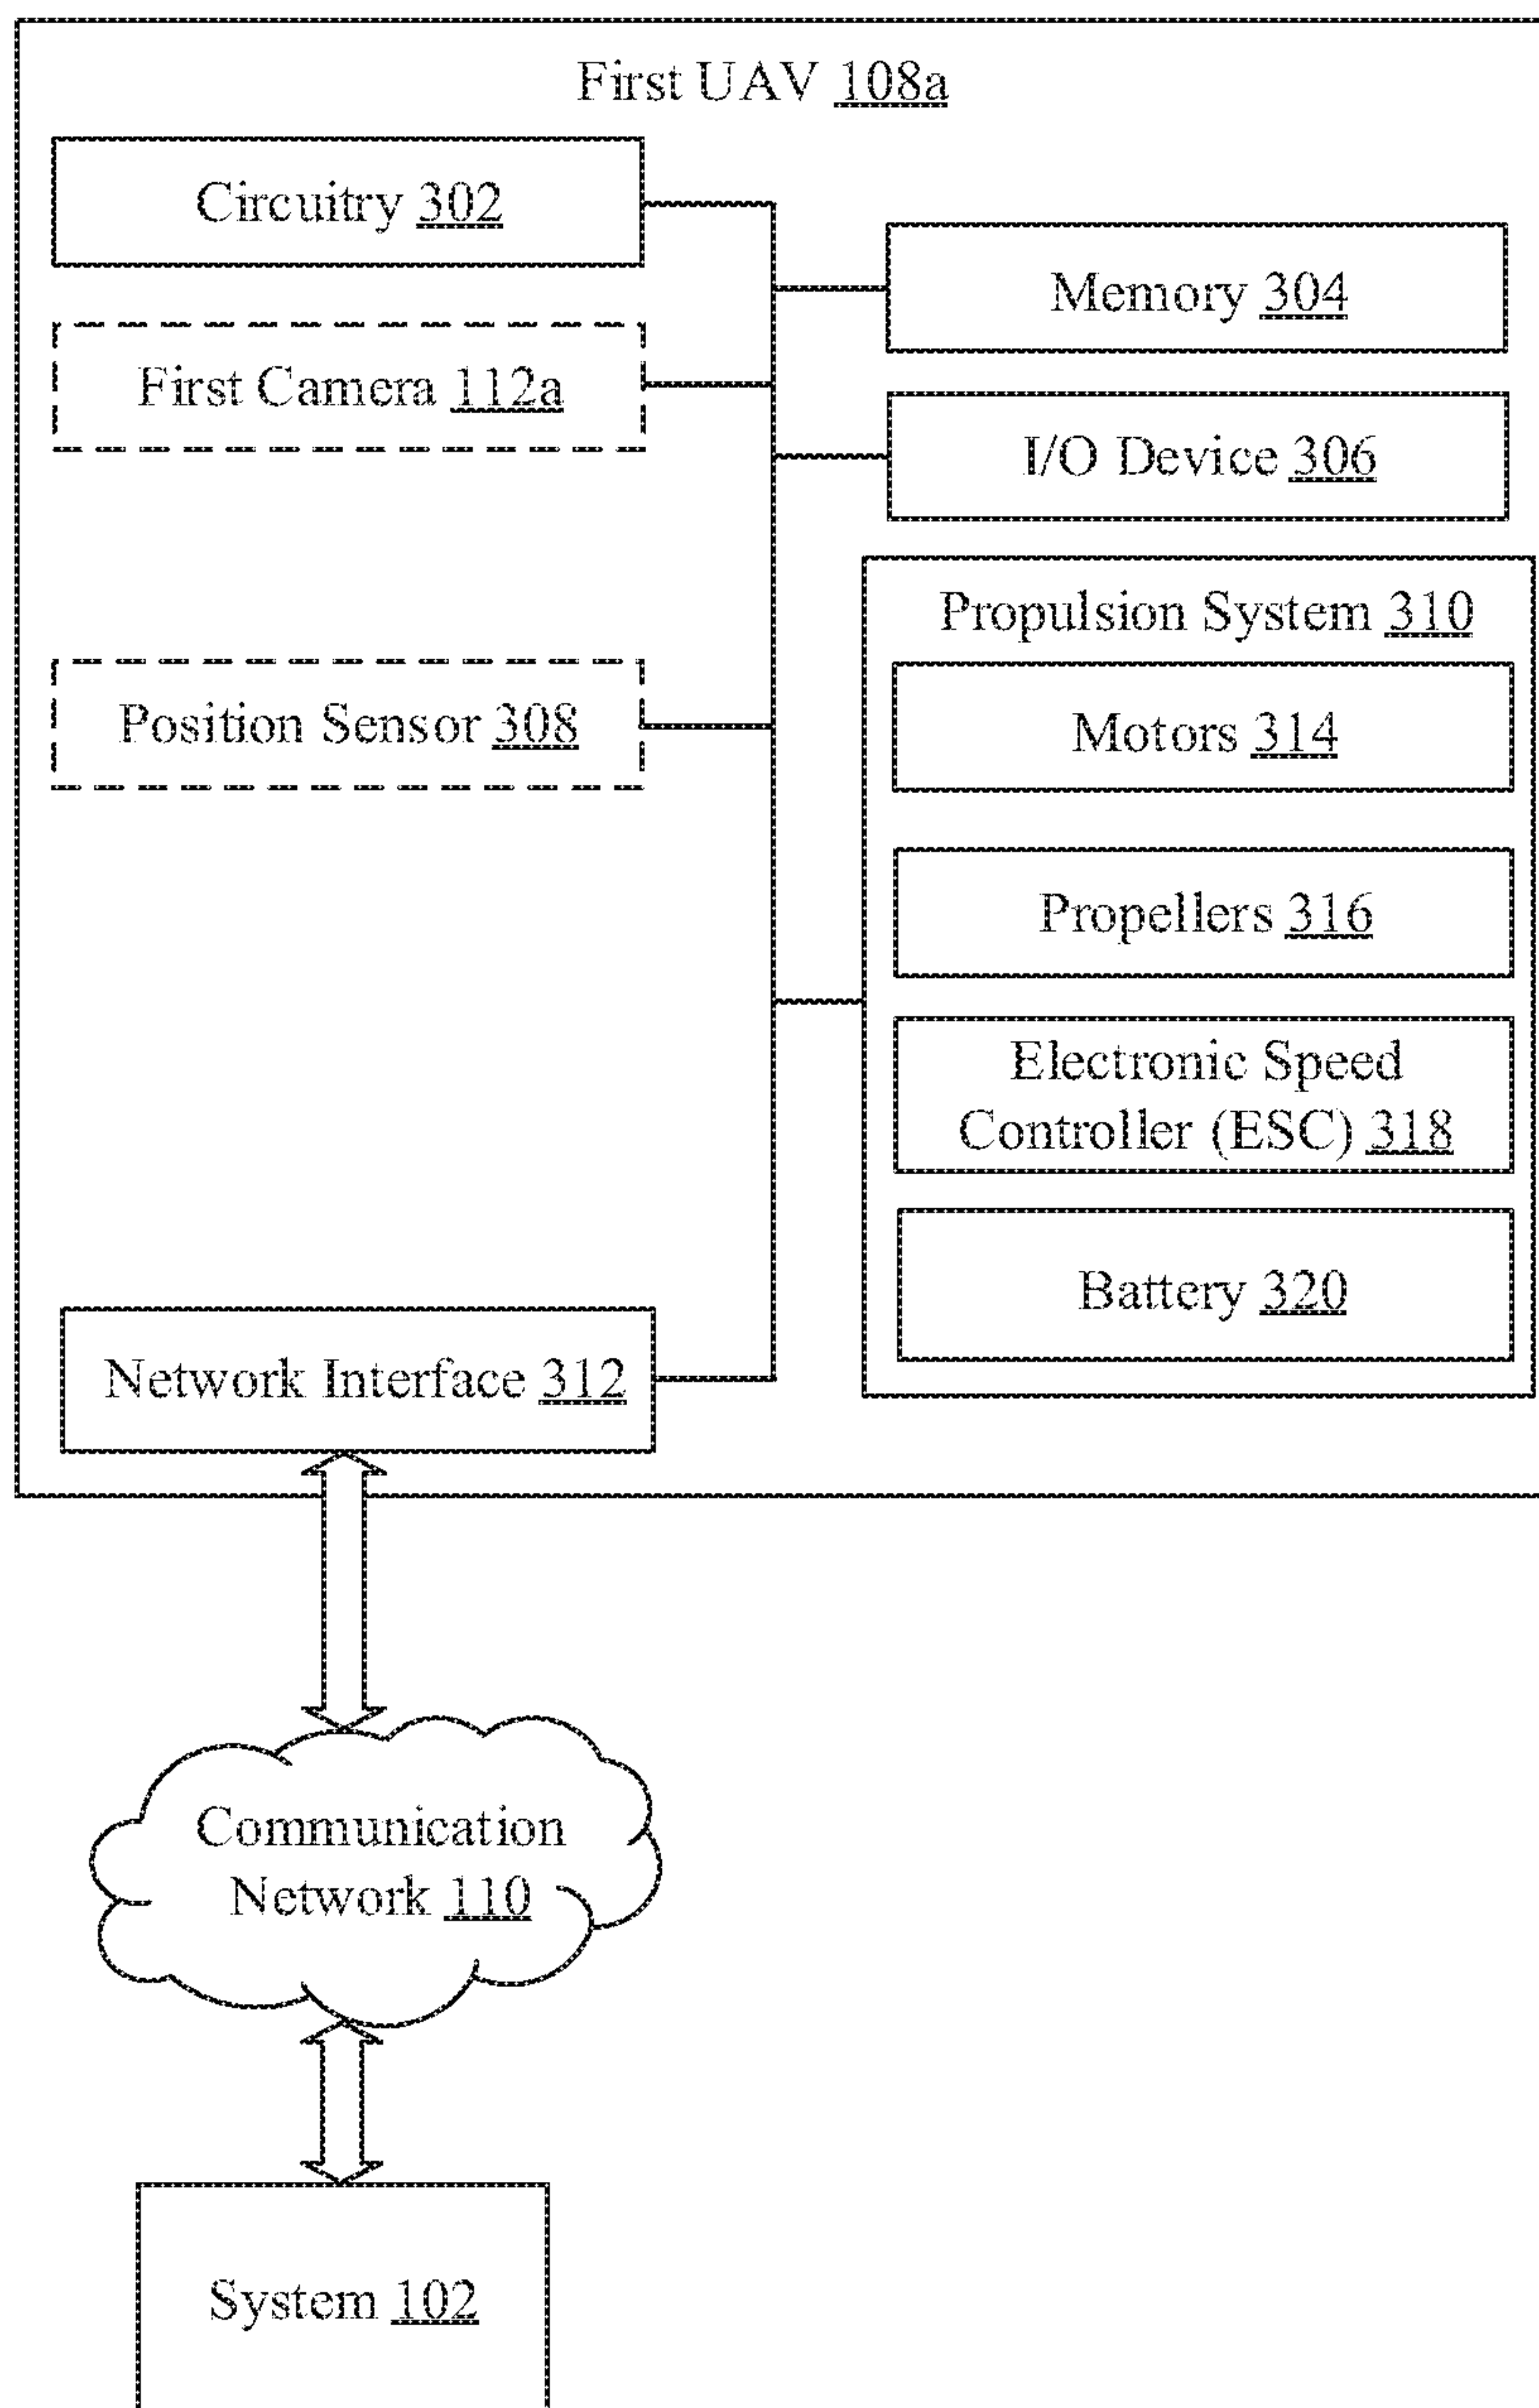 First UAV 108a
Circuitry 302
Memory 304
First Camera 112a
I/O Device 306
Propulsion System 310
Position Sensor 308
Motors 314
Propellers 316
Electronic Speed
Controller (ESC) 318
Battery 320
Network Interface 312
Communication
Network 110
System 102